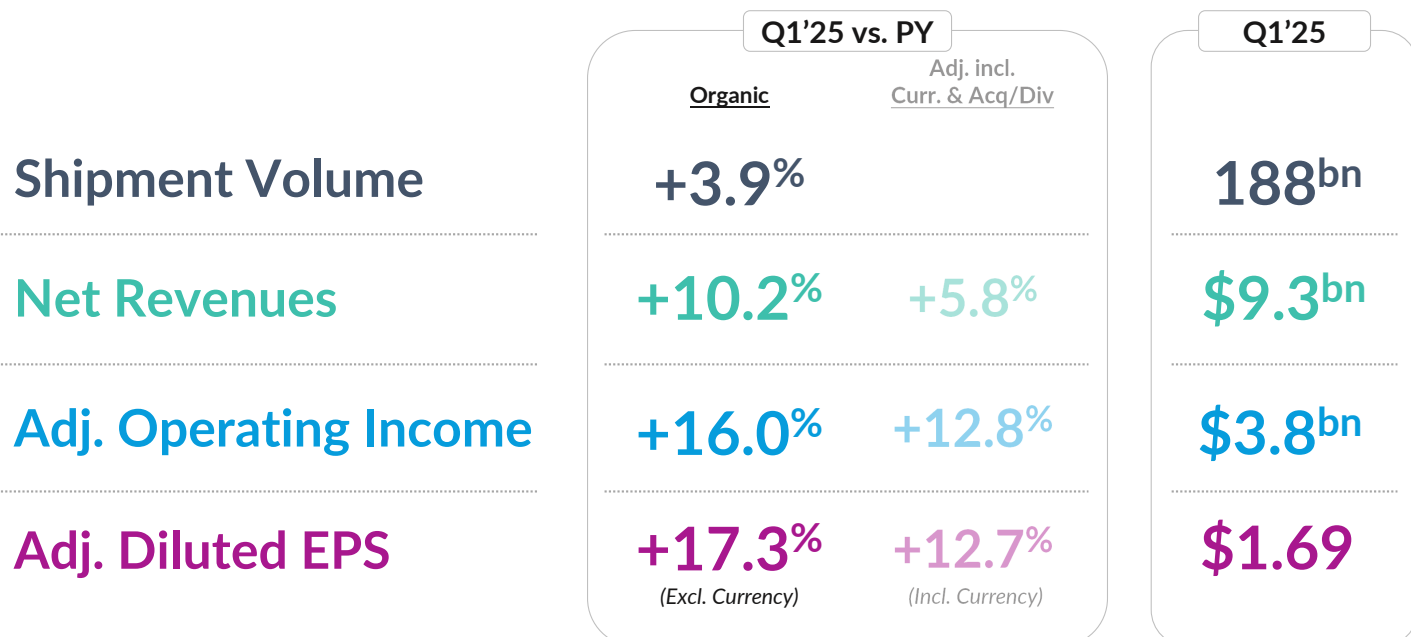 Q1’25 vs. PY
Q1’25
Organic
Adj. incl.
Curr. & Acq/Div
Shipment Volume
+3.9%
188bn
Net Revenues
+10.2%
+5.8%
$9.3bn
Adj. Operating Income
+16.0%
+12.8%
$3.8bn
Adj. Diluted EPS
+17.3%
(Excl. Currency)
+12.7%
(Incl. Currency)
$1.69